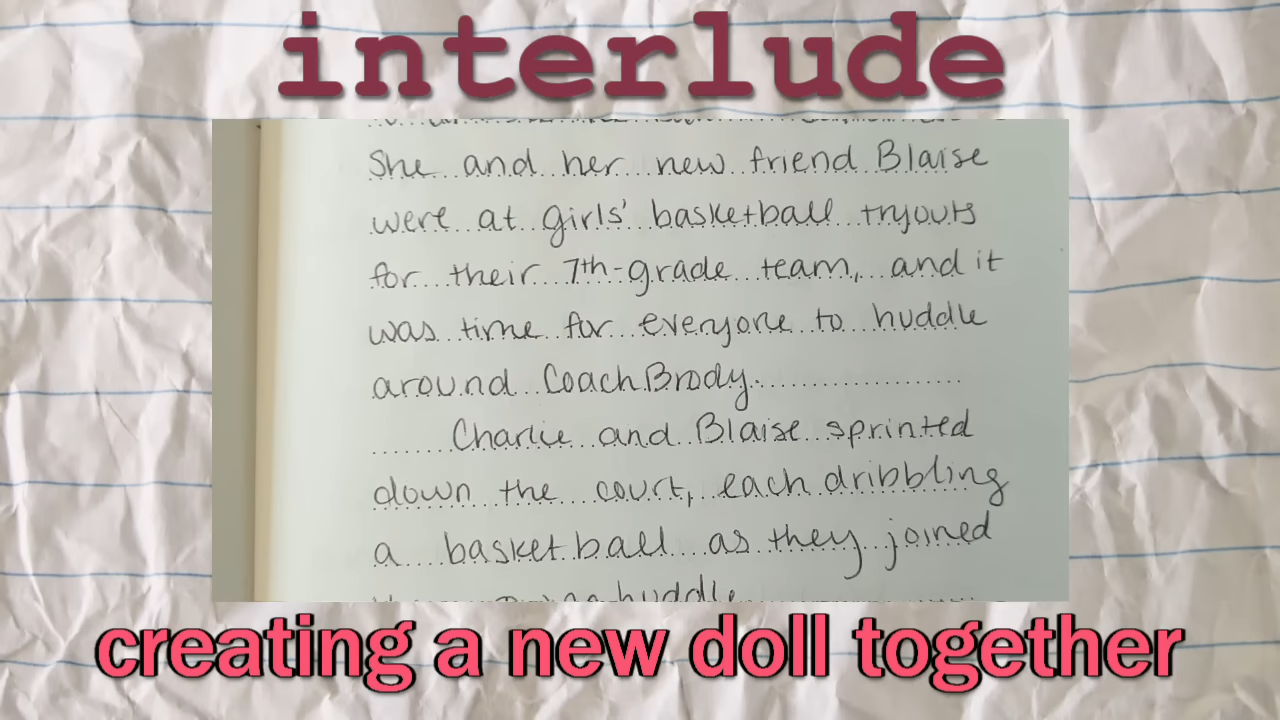 interlude
She and her new friend Blaise
were at girls' basketball tryouts
for their 7th-grade team, and it
was time for everyone to huddle
around Coach Brody.
Charlie and Blaise sprinted
down the court, each dribbling
a basketball as they joined
huddle
creating a new doll together